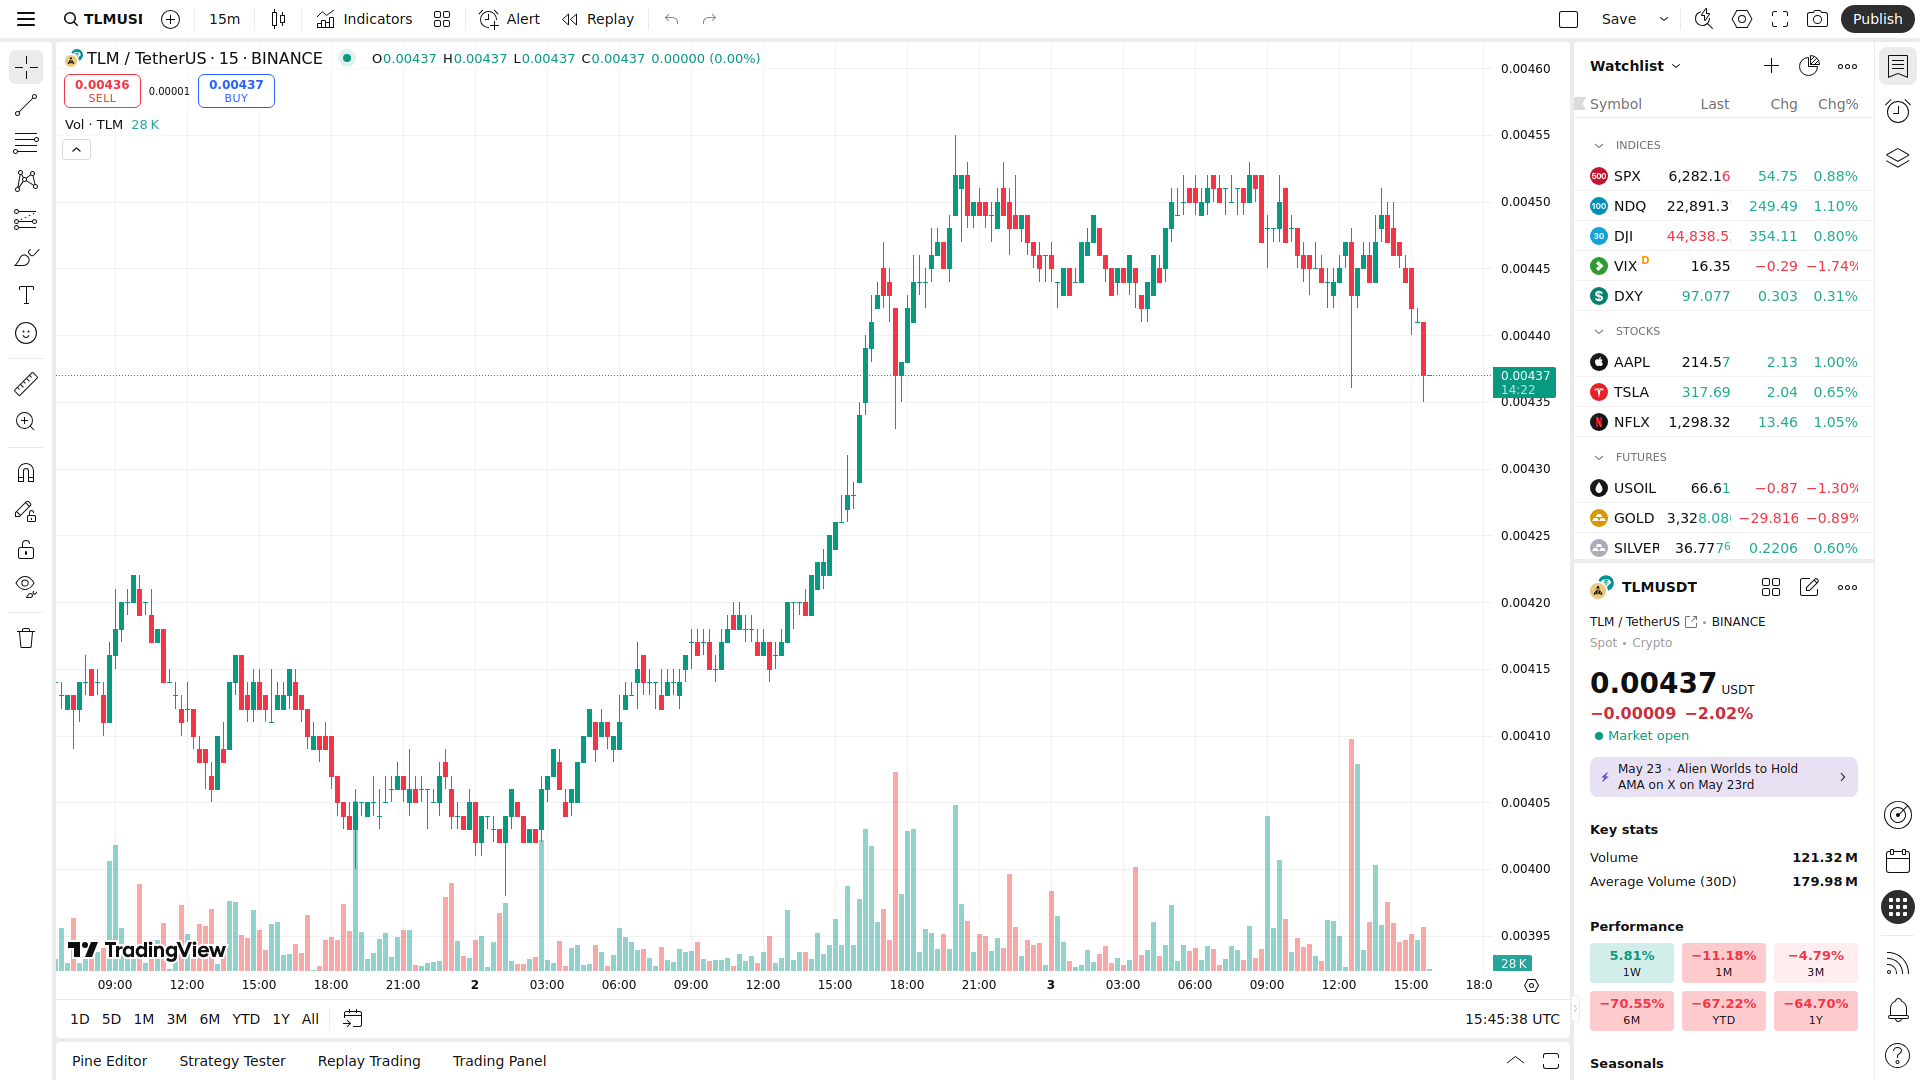 TLMUSI
15m
Indicators
Alert
Replay
Save
Publish
TLM / TetherUS · 15 · BINANCE
O0.00437 H0.00437 L0.00437 C0.00437 0.00000 (0.00%)
0.00436
SELL
0.00001
0.00437
BUY
Vol · TLM 28 K
0.00460
0.00455
0.00450
0.00445
0.00440
0.00437
14:22
0.00435
0.00430
0.00425
0.00420
0.00415
0.00410
0.00405
0.00400
0.00395
28 K
TradingView
09:00 12:00 15:00 18:00 21:00 2 03:00 06:00 09:00 12:00 15:00 18:00 21:00 3 03:00 06:00 09:00 12:00 15:00 18:0
1D 5D 1M 3M 6M YTD 1Y All
15:45:38 UTC
Pine Editor Strategy Tester Replay Trading Trading Panel
Watchlist
Symbol Last Chg Chg%
INDICES
500 SPX 6,282.16 54.75 0.88%
100 NDQ 22,891.3 249.49 1.10%
30 DJI 44,838.5 354.11 0.80%
VIX D 16.35 −0.29 −1.74%
$ DXY 97.077 0.303 0.31%
STOCKS
AAPL 214.57 2.13 1.00%
TSLA 317.69 2.04 0.65%
N NFLX 1,298.32 13.46 1.05%
FUTURES
USOIL 66.61 −0.87 −1.30%
GOLD 3,328.08 −29.816 −0.89%
SILVER 36.7776 0.2206 0.60%
TLMUSDT
TLM / TetherUS • BINANCE
Spot • Crypto
0.00437 USDT
−0.00009 −2.02%
Market open
May 23 • Alien Worlds to Hold
AMA on X on May 23rd
Key stats
Volume 121.32 M
Average Volume (30D) 179.98 M
Performance
5.81% −11.18% −4.79%
1W 1M 3M
−70.55% −67.22% −64.70%
6M YTD 1Y
Seasonals